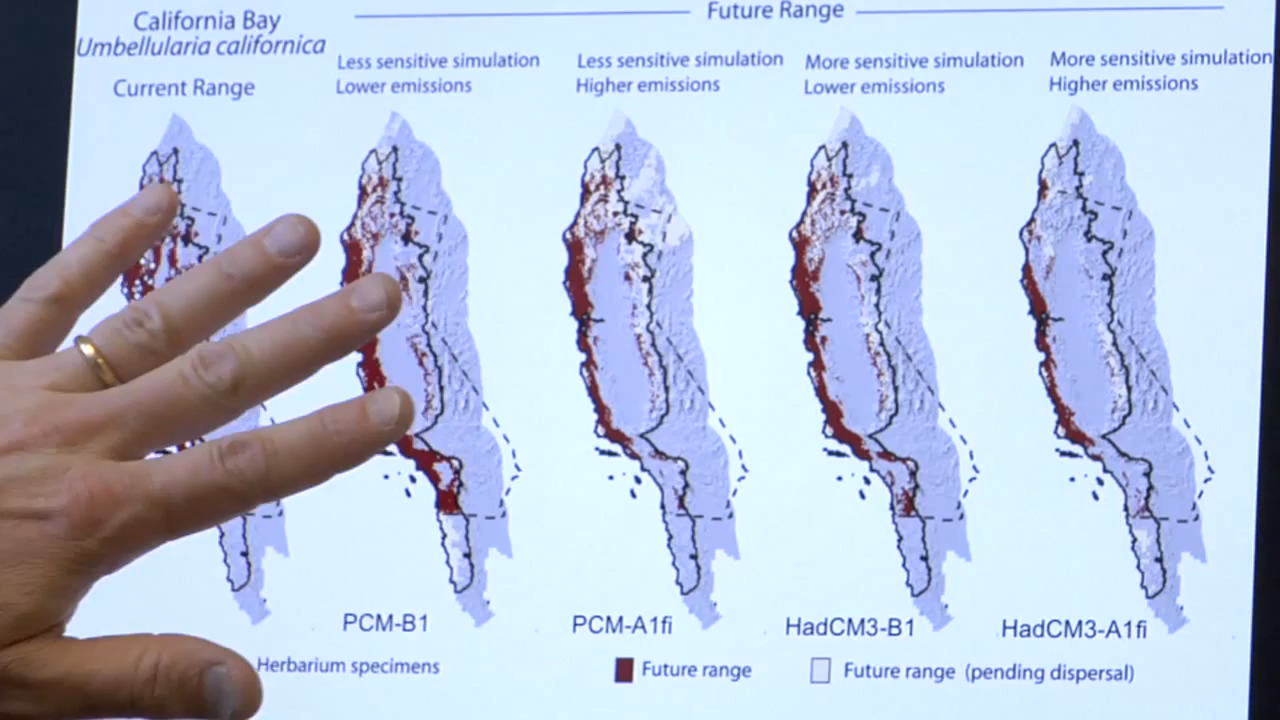 California Bay
Umbellularia californica
Current Range
Future Range
Less sensitive simulation
Lower emissions
Less sensitive simulation
Higher emissions
More sensitive simulation
Lower emissions
More sensitive simulation
Higher emissions
PCM-B1
PCM-A1fi
HadCM3-B1
HadCM3-A1fi
Herbarium specimens
Future range
Future range (pending dispersal)